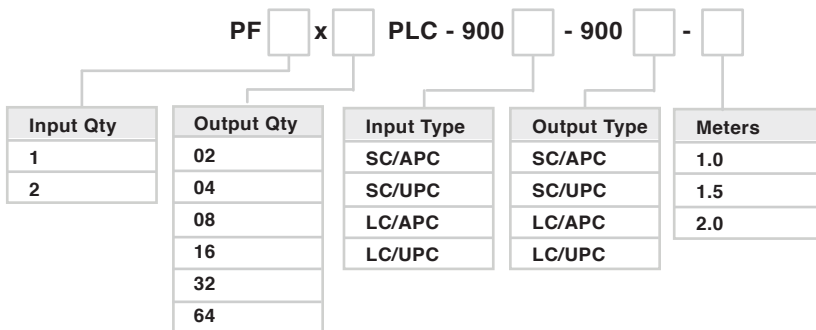 PF x PLC - 900 - 900 -
Input Qty
1
2
Output Qty
02
04
08
16
32
64
Input Type
SC/APC
SC/UPC
LC/APC
LC/UPC
Output Type
SC/APC
SC/UPC
LC/APC
LC/UPC
Meters
1.0
1.5
2.0